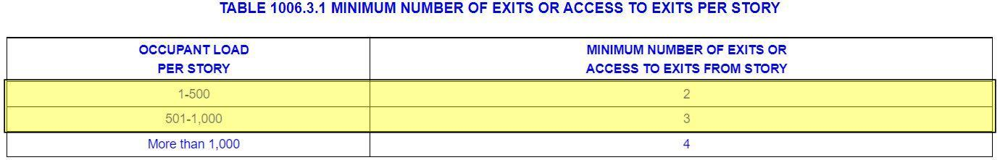 TABLE 1006.3.1 MINIMUM NUMBER OF EXITS OR ACCESS TO EXITS PER STORY
OCCUPANT LOAD
PER STORY
MINIMUM NUMBER OF EXITS OR
ACCESS TO EXITS FROM STORY
1-500 2
501-1,000 3
More than 1,000 4